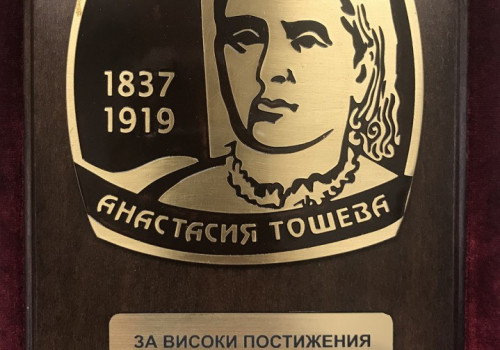 1837
1919
АНАСТАСИЯ ТОШЕВА
ЗА ВИСОКИ ПОСТИЖЕНИЯ